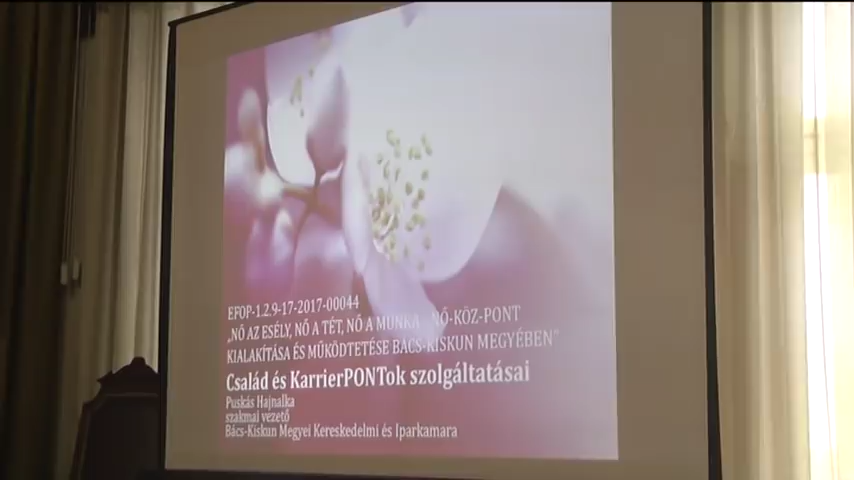 EFOP-1.2.9-17-2017-00044
„NŐ AZ ESÉLY, NŐ A TÉT, NŐ A MUNKA NŐ-KÖZ-PONT
KIALAKÍTÁSA ÉS MŰKÖDTETÉSE BÁCS-KISKUN MEGYÉBEN"
Család és KarrierPONTok szolgáltatásai
Puskás Hajnalka
szakmai vezető
Bács-Kiskun Megyei Kereskedelmi és Iparkamara